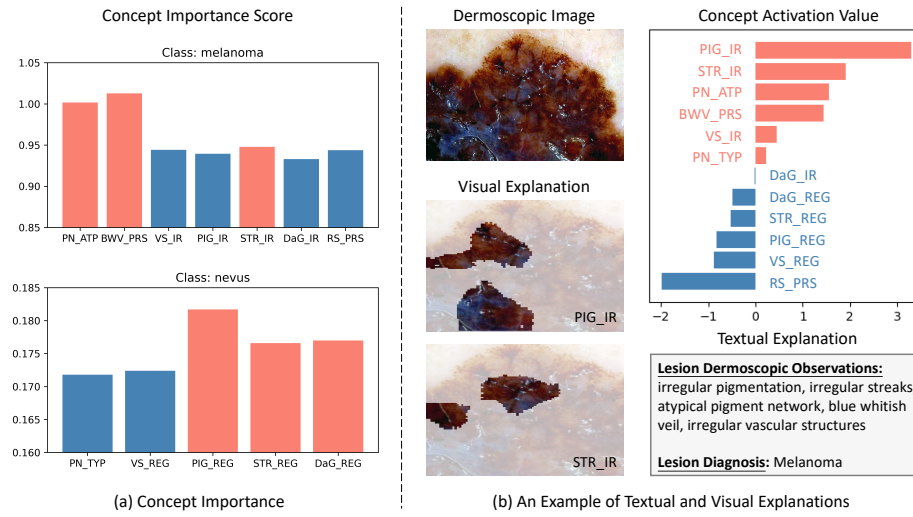 Concept Importance Score
Class: melanoma
1.05
1.00
0.95
0.90
0.85
PN_ATP BWV_PRS VS_IR PIG_IR STR_IR DaG_IR RS_PRS
Class: nevus
0.185
0.180
0.175
0.170
0.165
0.160
PN_TYP VS_REG PIG_REG STR_REG DaG_REG
(a) Concept Importance
Dermoscopic Image
Visual Explanation
PIG_IR
STR_IR
Concept Activation Value
PIG_IR
STR_IR
PN_ATP
BWV_PRS
VS_IR
PN_TYP
DaG_IR
DaG_REG
STR_REG
PIG_REG
VS_REG
RS_PRS
−2 −1 0 1 2 3
Textual Explanation
Lesion Dermoscopic Observations:
irregular pigmentation, irregular streaks
atypical pigment network, blue whitish
veil, irregular vascular structures
Lesion Diagnosis: Melanoma
(b) An Example of Textual and Visual Explanations